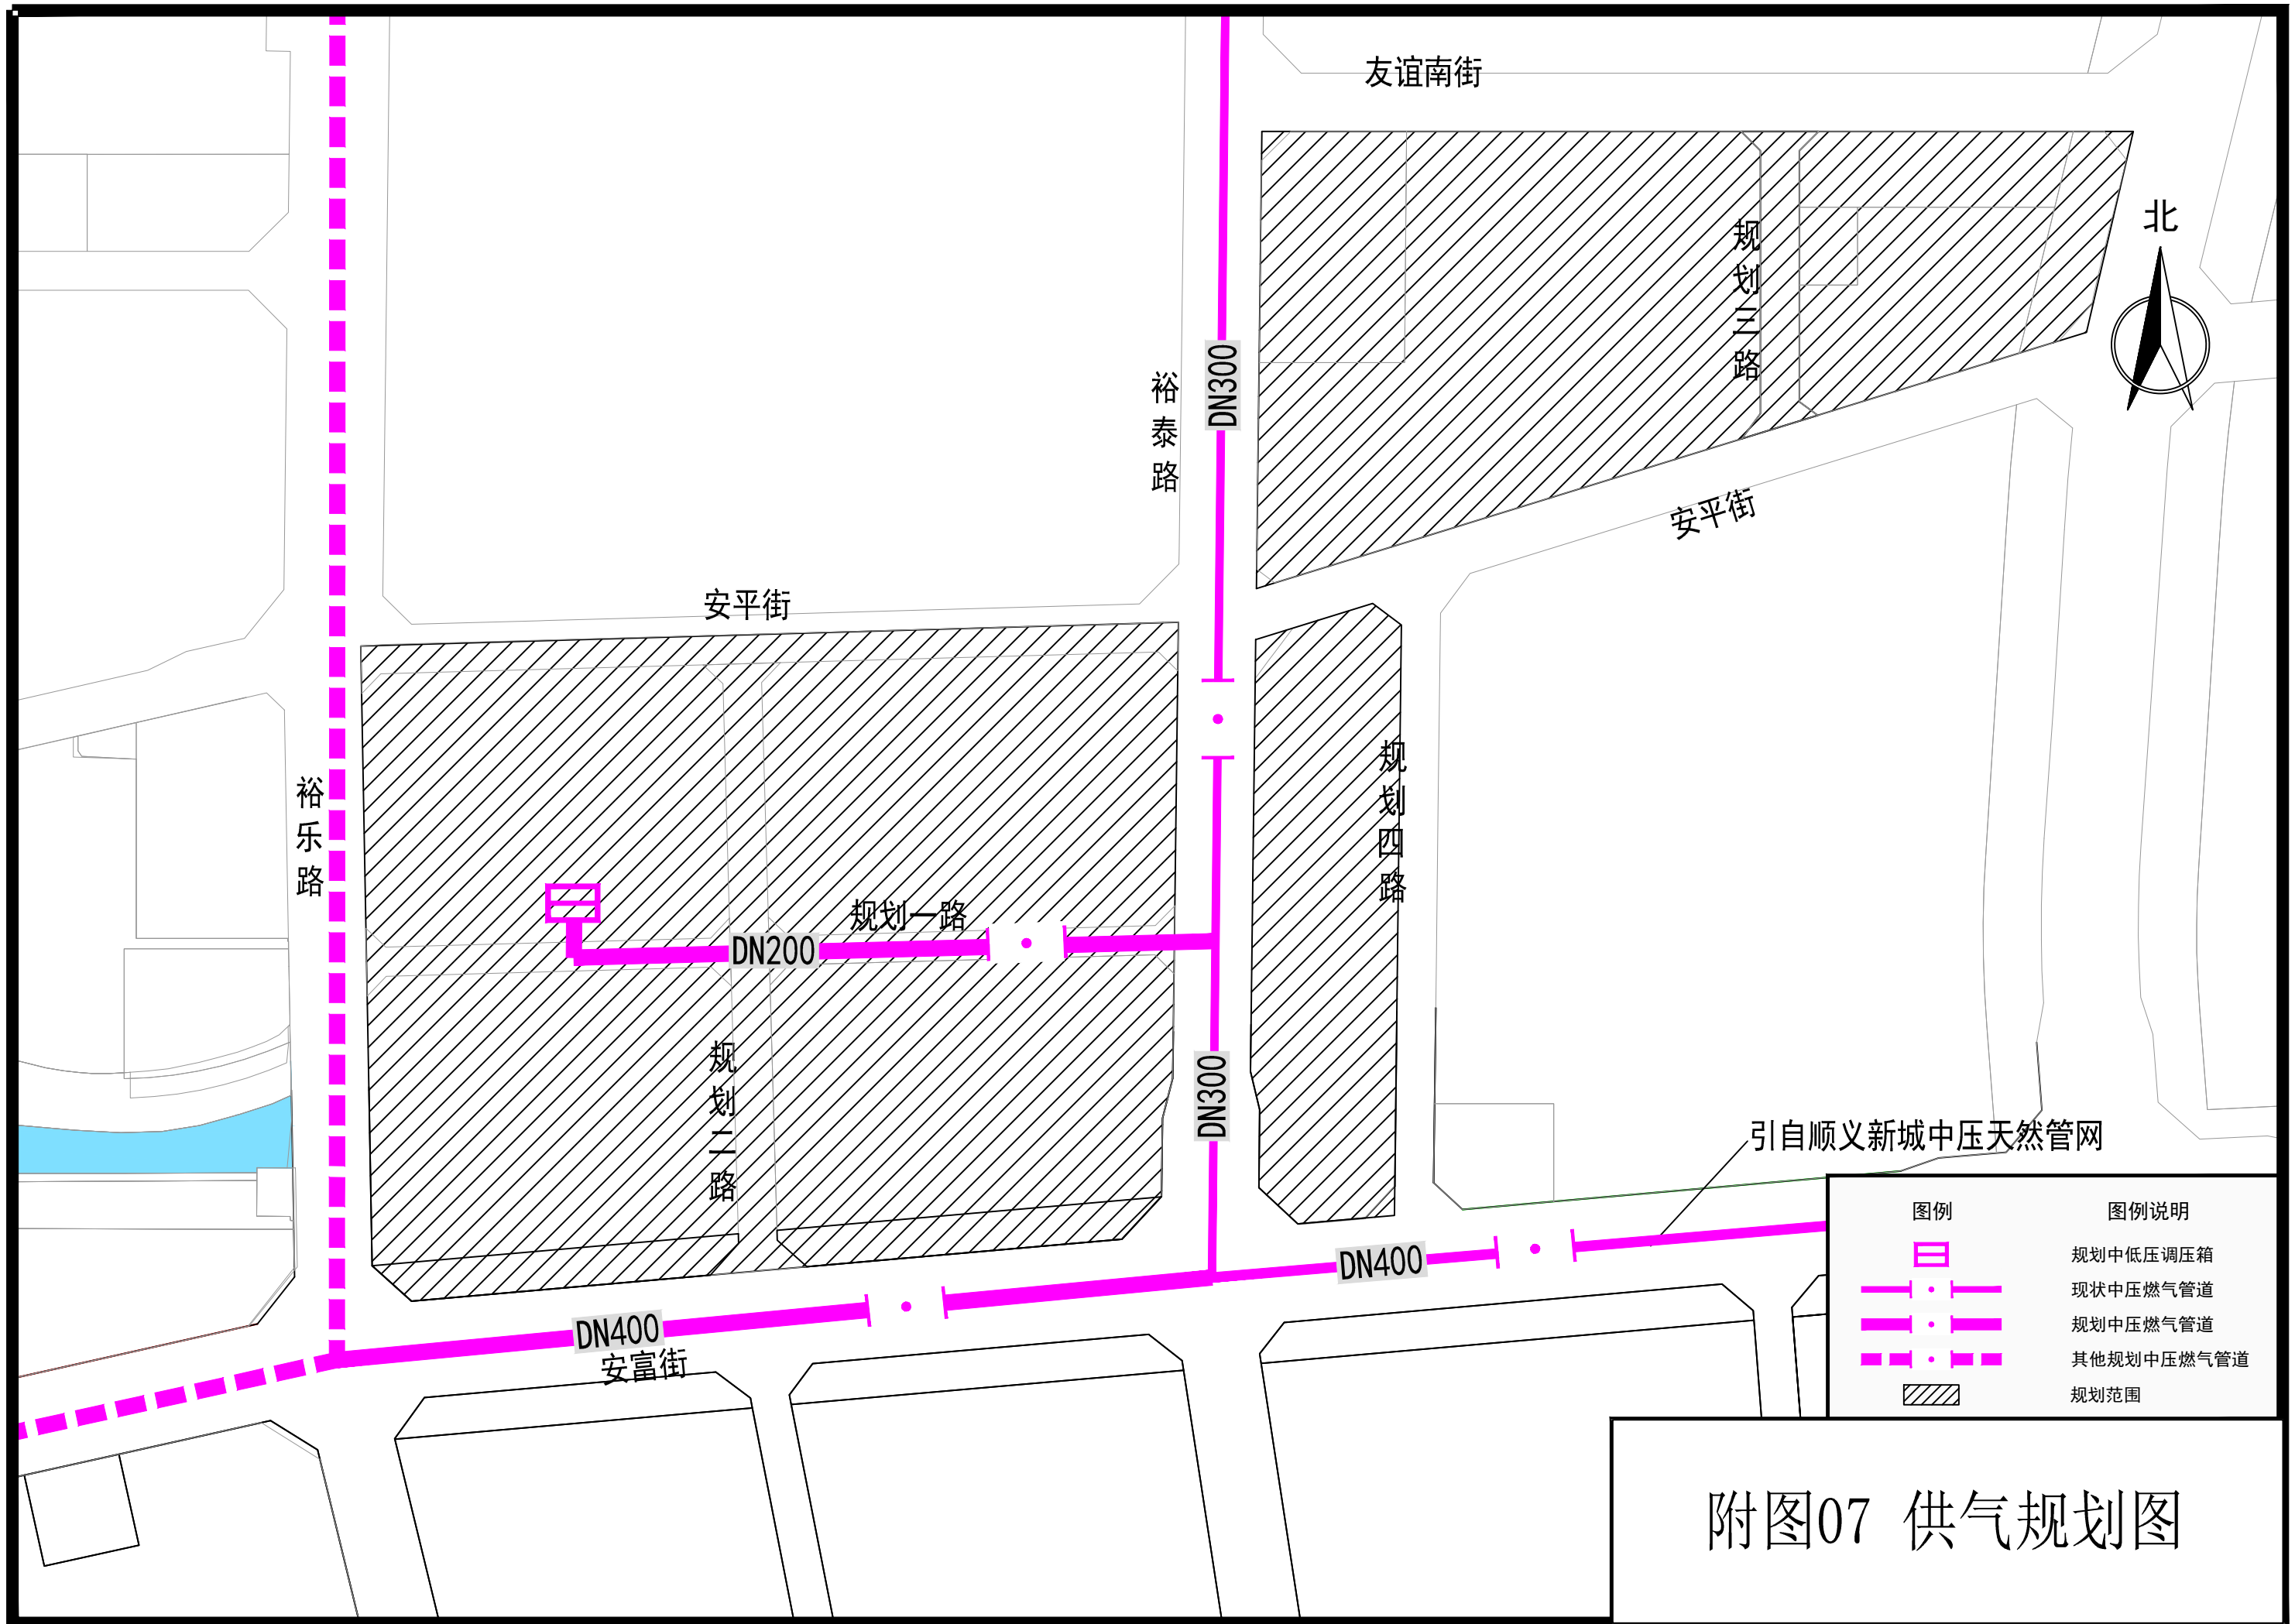 友谊南街
北
规划三路
DN300
裕泰路
安平街
安平街
规划四路
裕乐路
规划一路
DN200
规划二路
DN300
引自顺义新城中压天然管网
DN400
DN400
安富街
图例 图例说明
规划中低压调压箱
现状中压燃气管道
规划中压燃气管道
其他规划中压燃气管道
规划范围
附图07 供气规划图